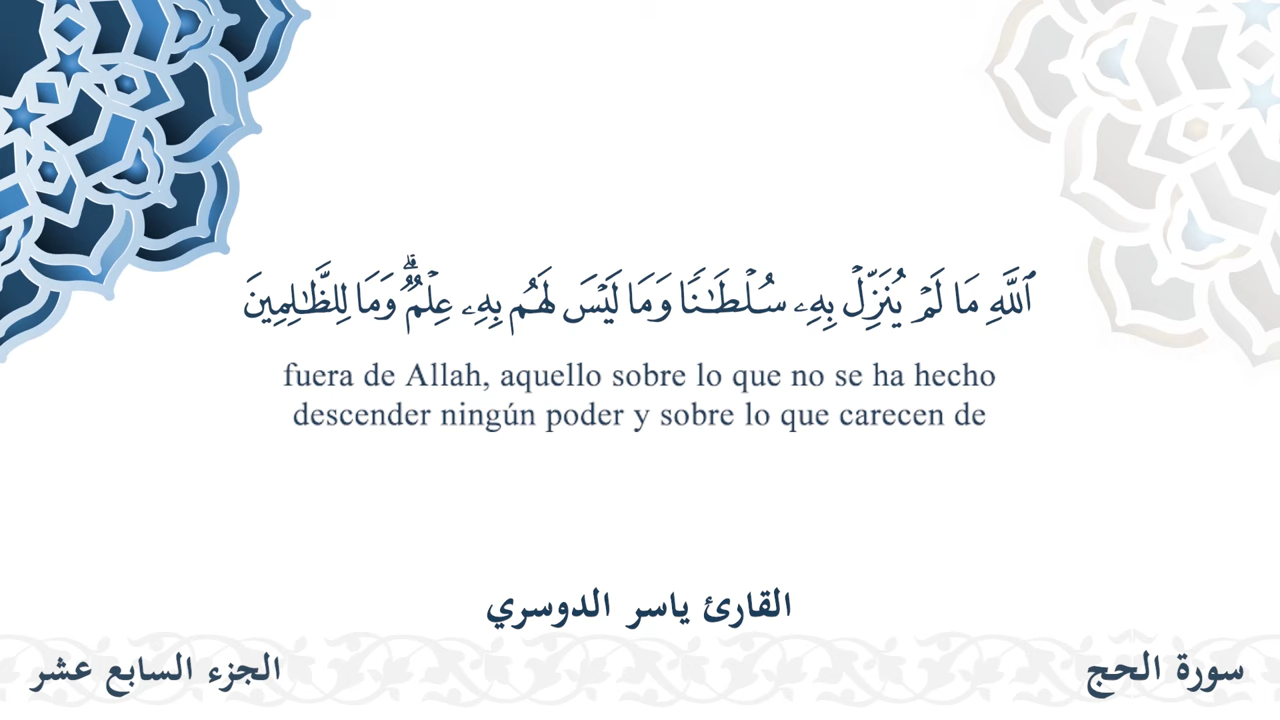 ٱللَّهِ مَا لَمْ يُنَزِّلْ بِهِۦ سُلْطَـٰنًا وَمَا لَيْسَ لَهُم بِهِۦ عِلْمٌۭ ۗ وَمَا لِلظَّـٰلِمِينَ
fuera de Allah, aquello sobre lo que no se ha hecho
descender ningún poder y sobre lo que carecen de
القارئ ياسر الدوسري
سورة الحج
الجزء السابع عشر